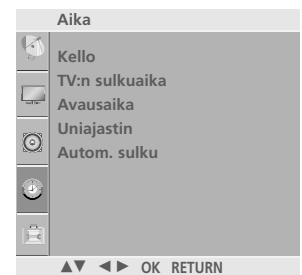 Aika
Kello
TV:n sulkuaika
Avausaika
Uniajastin
Autom. sulku
▲▼ ◄► OK RETURN